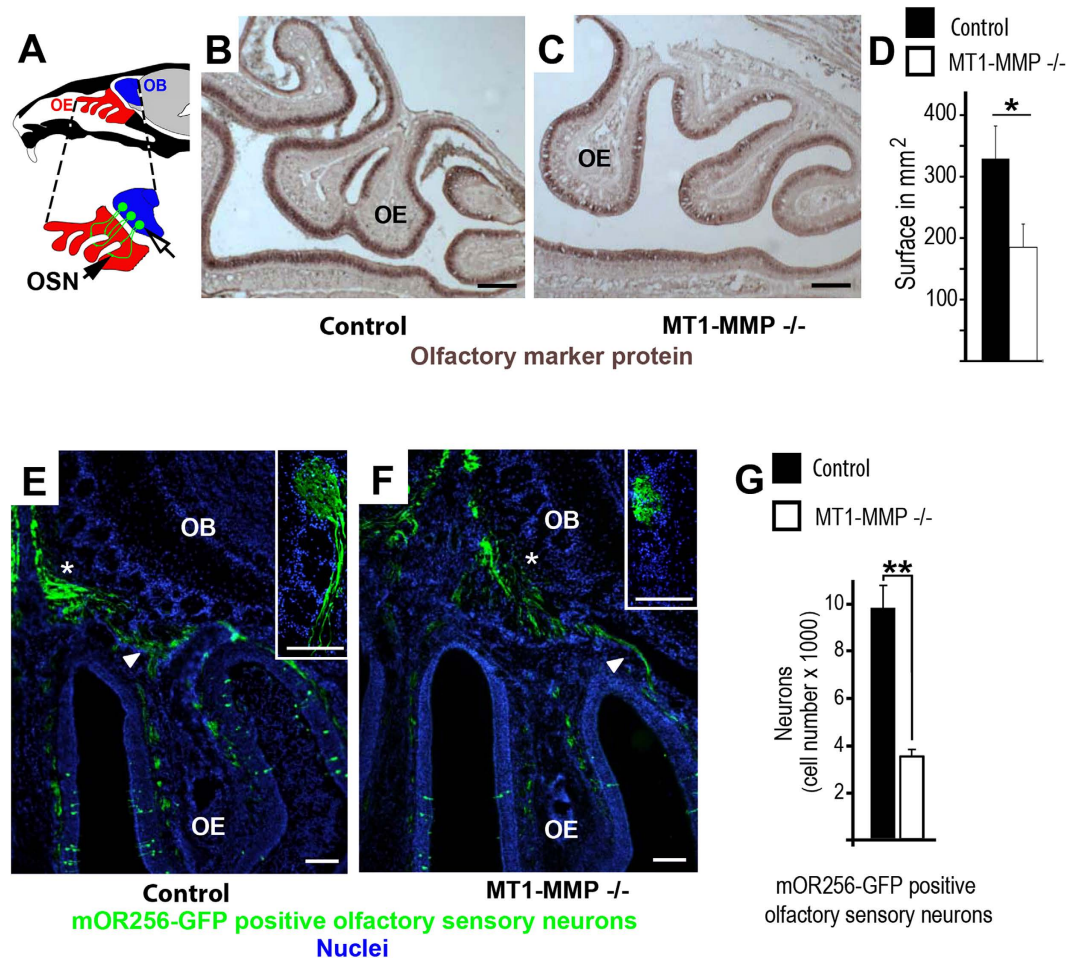 A
OB
OE
OSN
B
OE
Control
C
OE
MT1-MMP -/-
Olfactory marker protein
D
Control
MT1-MMP -/-
*
Surface in mm²
400
300
200
100
E
OB
*
OE
Control
F
OB
*
OE
MT1-MMP -/-
mOR256-GFP positive olfactory sensory neurons
Nuclei
G
Control
MT1-MMP -/-
**
Neurons
(cell number x 1000)
10
8
6
4
2
mOR256-GFP positive
olfactory sensory neurons